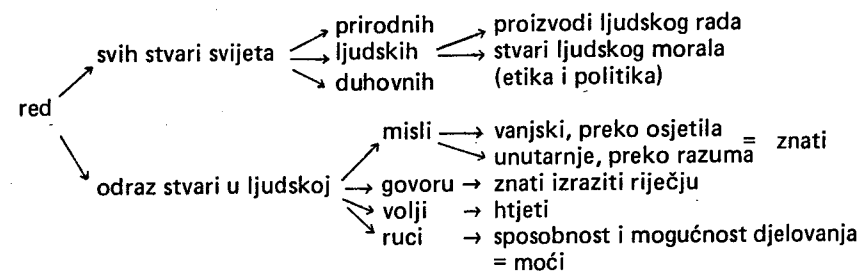 prirodnih → proizvodi ljudskog rada
svih stvari svijeta → ljudskih → stvari ljudskog morala
duhovnih (etika i politika)
red
misli → vanjski, preko osjetila
= znati
unutarnje, preko razuma
odraz stvari u ljudskoj → govoru → znati izraziti riječju
volji → htjeti
ruci → sposobnost i mogućnost djelovanja
= moći